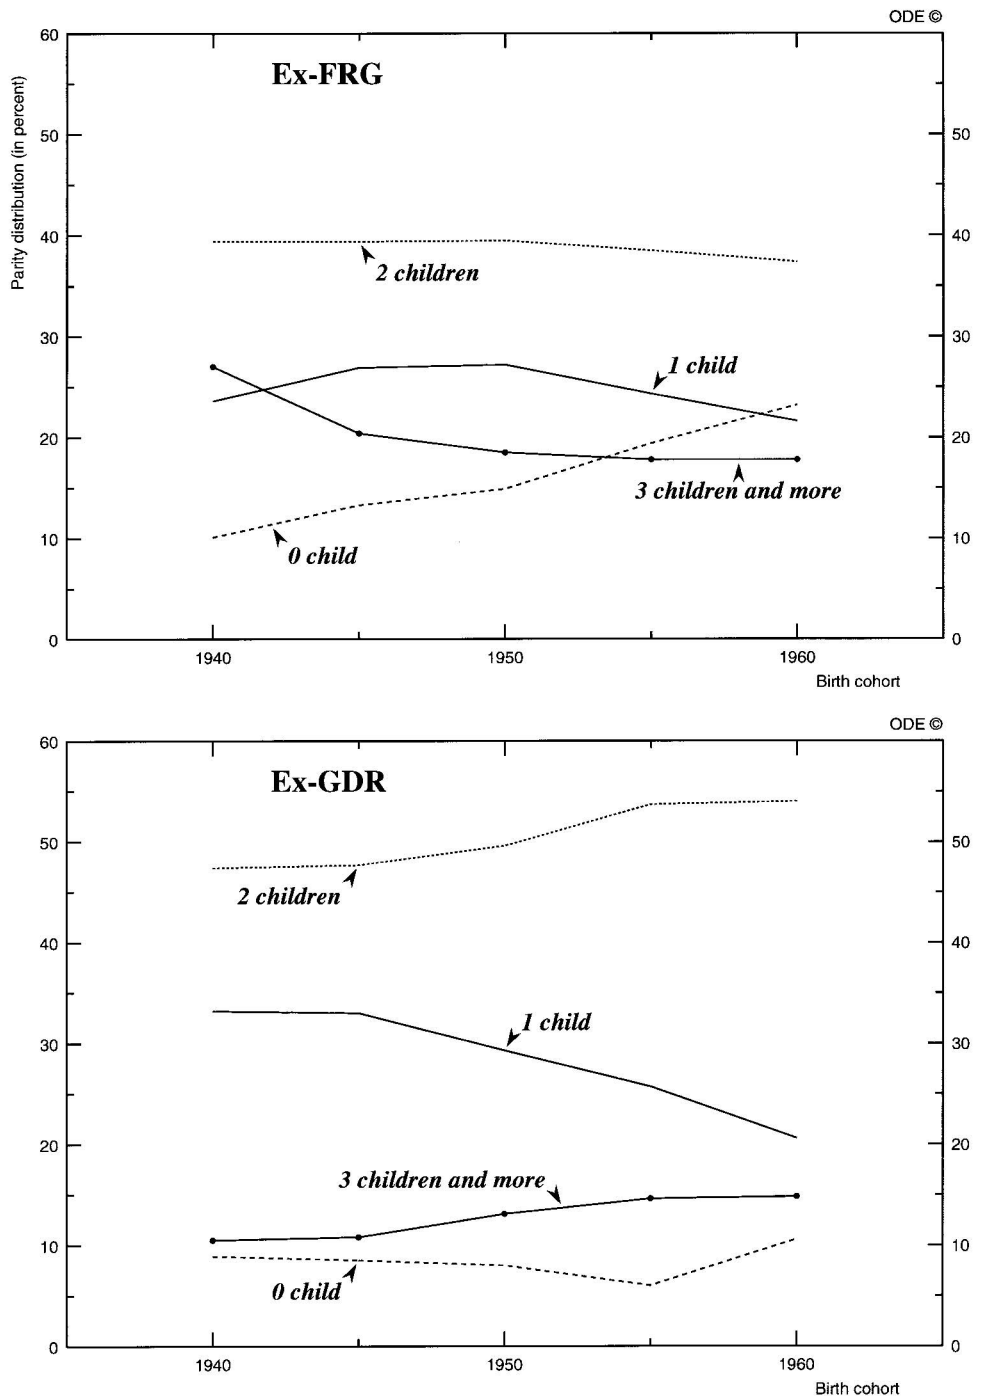 ODE ©
60
Ex-FRG
Parity distribution (in percent)
50
50
40
40
2 children
30
30
1 child
20
20
3 children and more
10
10
0 child
0
0
1940
1950
1960
Birth cohort
ODE ©
60
Ex-GDR
50
50
2 children
40
40
1 child
30
30
20
20
3 children and more
10
10
0 child
0
0
1940
1950
1960
Birth cohort